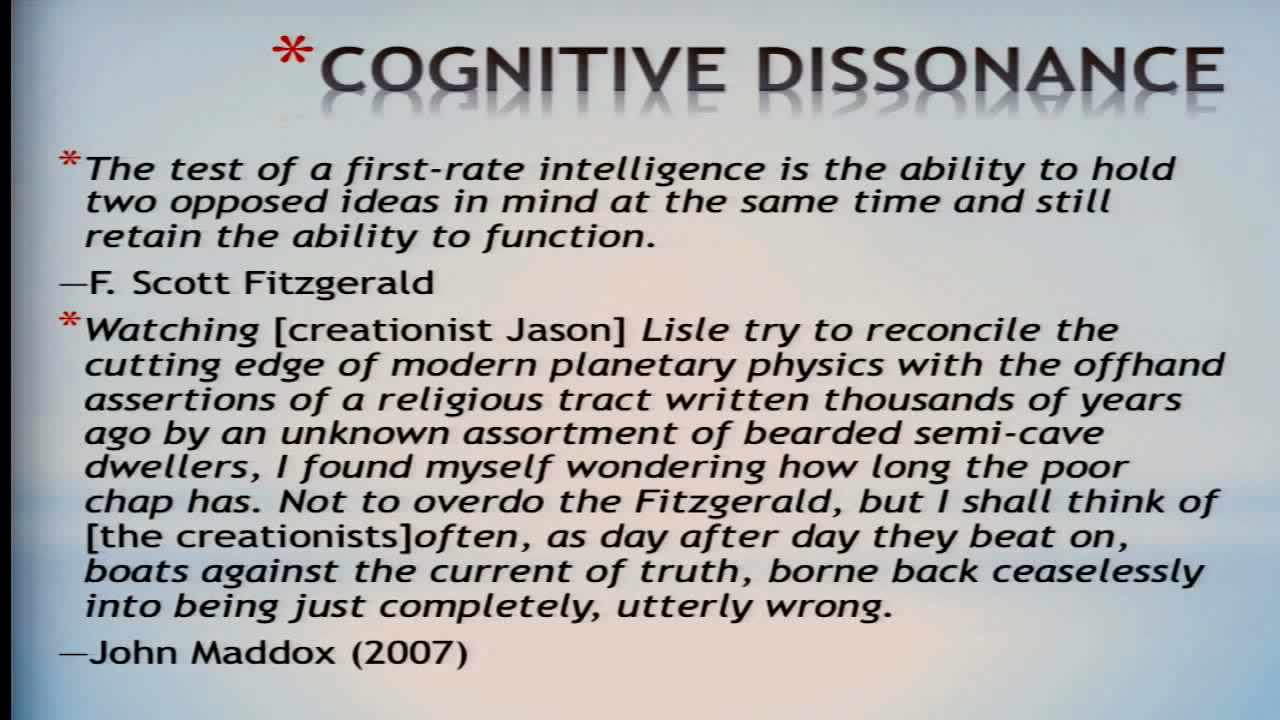 *COGNITIVE DISSONANCE
*The test of a first-rate intelligence is the ability to hold
two opposed ideas in mind at the same time and still
retain the ability to function.
—F. Scott Fitzgerald
*Watching [creationist Jason] Lisle try to reconcile the
cutting edge of modern planetary physics with the offhand
assertions of a religious tract written thousands of years
ago by an unknown assortment of bearded semi-cave
dwellers, I found myself wondering how long the poor
chap has. Not to overdo the Fitzgerald, but I shall think of
[the creationists]often, as day after day they beat on,
boats against the current of truth, borne back ceaselessly
into being just completely, utterly wrong.
—John Maddox (2007)